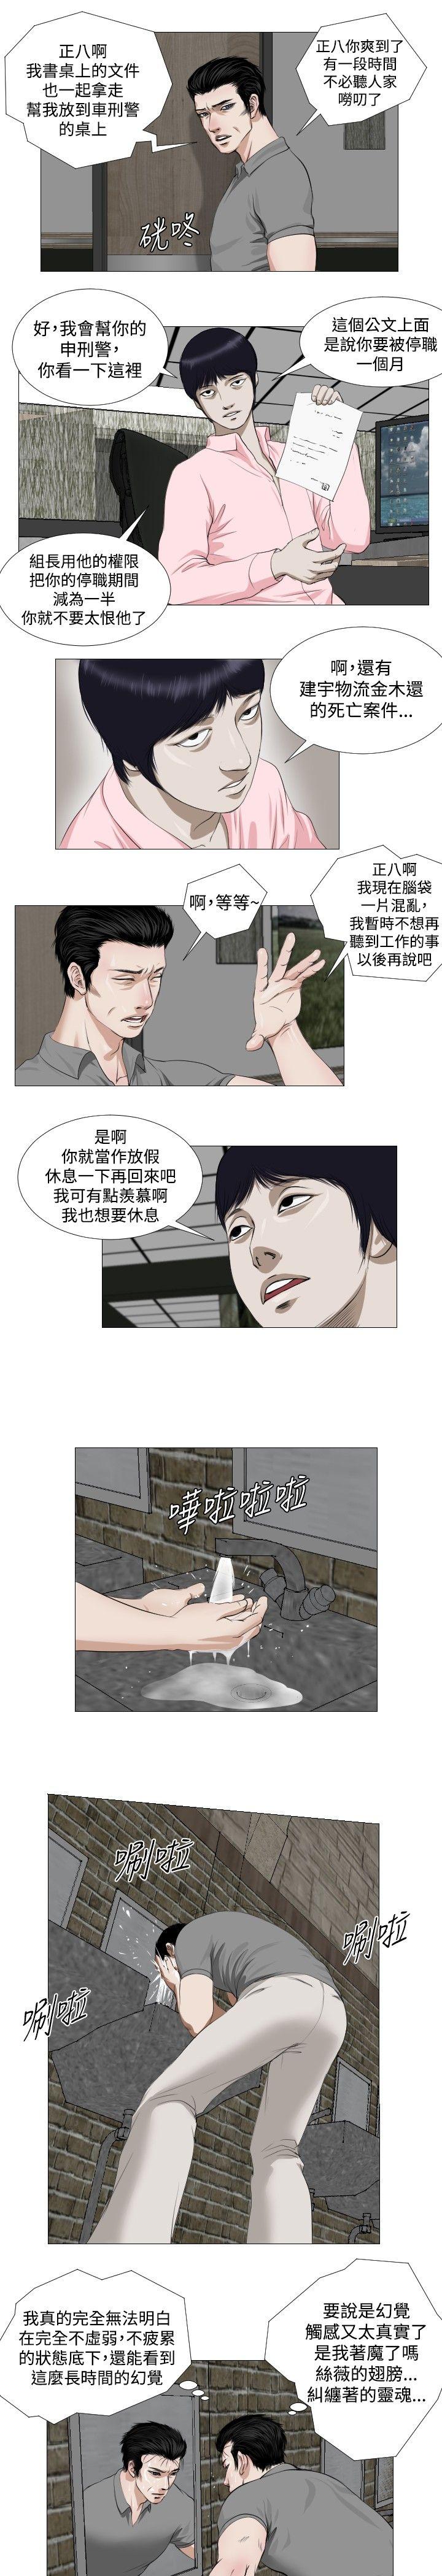 正八啊
我書桌上的文件
也一起拿走
幫我放到車刑警
的桌上
正八你爽到了
有一段時間
不必聽人家
嘮叨了
硄咚
好,我會幫你的
申刑警,
你看一下這裡
這個公文上面
是說你要被停職
一個月
組長用他的權限
把你的停職期間
減為一半
你就不要太恨他了
啊,還有
建宇物流金木還
的死亡案件...
啊,等等~
正八啊
我現在腦袋
一片混亂,
我暫時不想再
聽到工作的事
以後再說吧
是啊
你就當作放假
休息一下再回來吧
我可有點羨慕啊
我也想要休息
嘩啦啦啦
唰啦
唰啦
唰啦
我真的完全無法明白
在完全不虛弱,不疲累
的狀態底下,還能看到
這麼長時間的幻覺
要說是幻覺
觸感又太真實了
是我著魔了嗎
絲薇的翅膀...
糾纏著的靈魂...